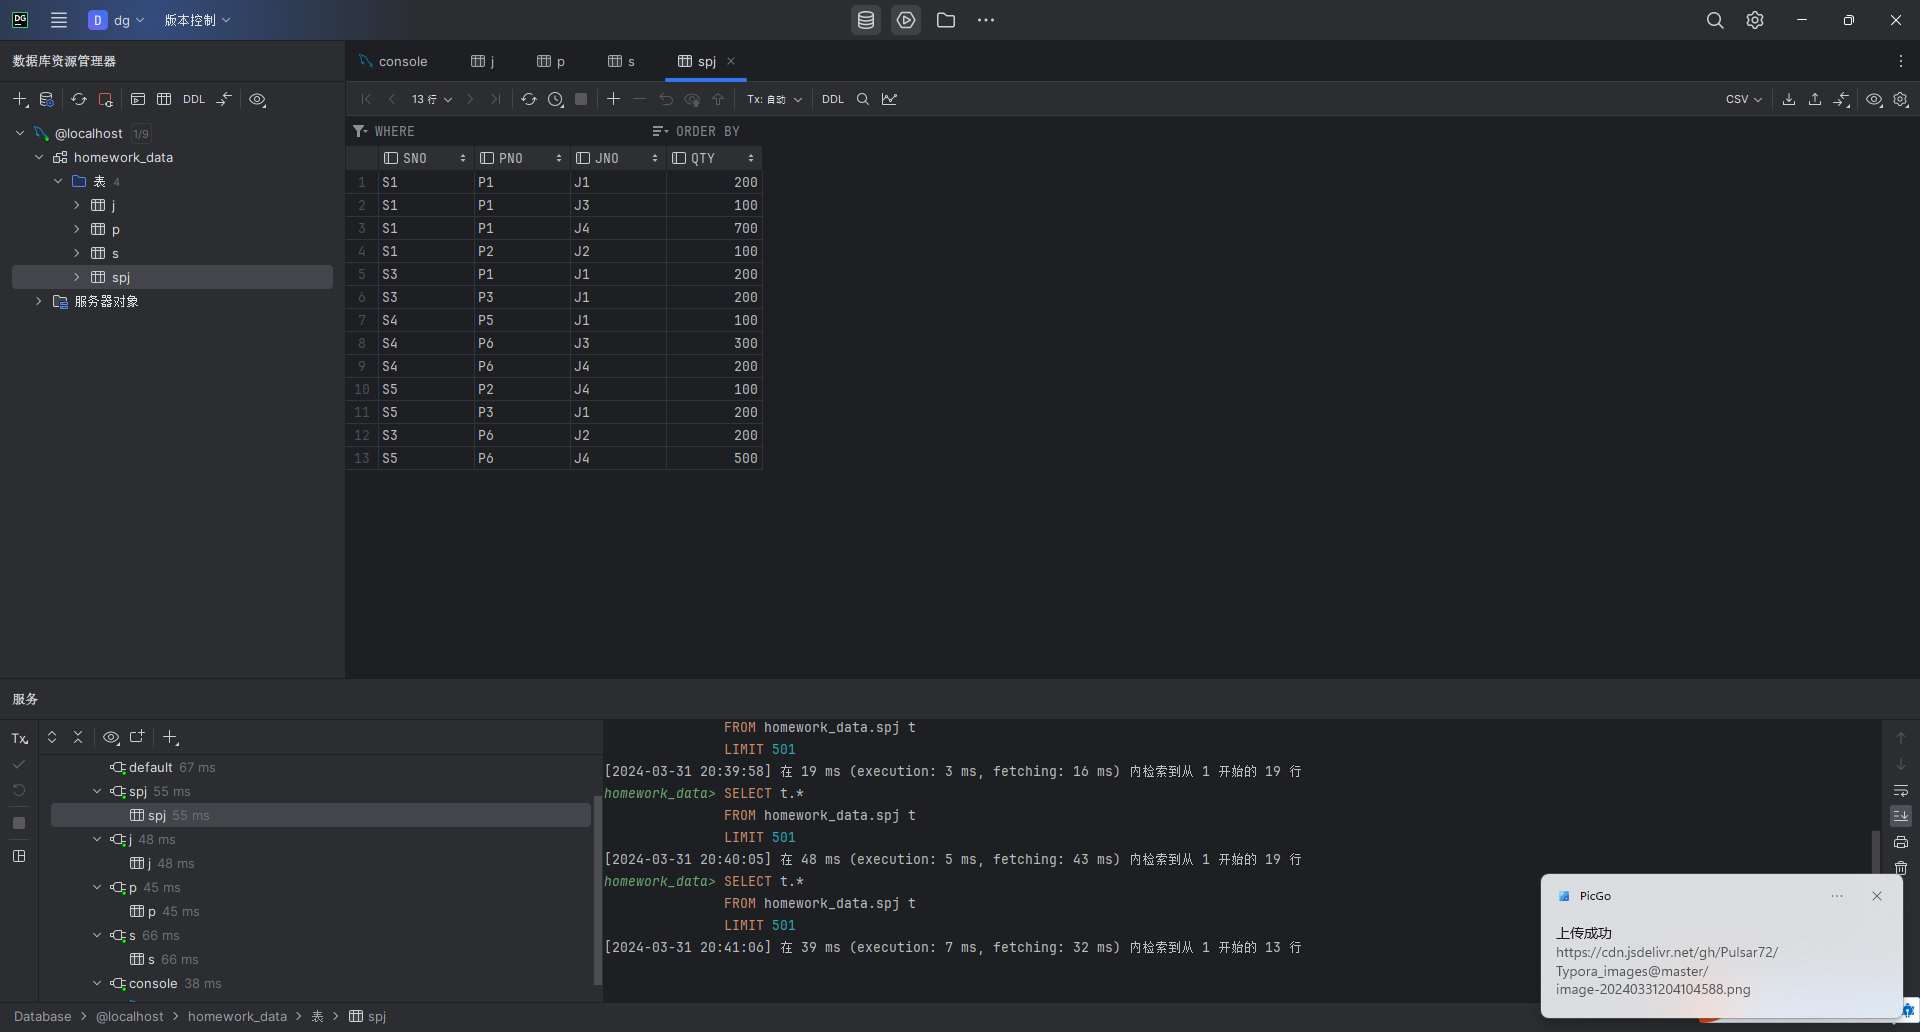 DG
D dg 版本控制
数据库资源管理器
console j p s spj
DDL
13 行 Tx: 自动 DDL CSV
@localhost 1/9
homework_data
表 4
j
p
s
spj
服务器对象
WHERE ORDER BY
SNO PNO JNO QTY
1 S1 P1 J1 200
2 S1 P1 J3 100
3 S1 P1 J4 700
4 S1 P2 J2 100
5 S3 P1 J1 200
6 S3 P3 J1 200
7 S4 P5 J1 100
8 S4 P6 J3 300
9 S4 P6 J4 200
10 S5 P2 J4 100
11 S5 P3 J1 200
12 S3 P6 J2 200
13 S5 P6 J4 500
服务
Tx
default 67 ms
spj 55 ms
spj 55 ms
j 48 ms
j 48 ms
p 45 ms
p 45 ms
s 66 ms
s 66 ms
console 38 ms
FROM homework_data.spj t
LIMIT 501
[2024-03-31 20:39:58] 在 19 ms (execution: 3 ms, fetching: 16 ms) 内检索到从 1 开始的 19 行
homework_data> SELECT t.*
FROM homework_data.spj t
LIMIT 501
[2024-03-31 20:40:05] 在 48 ms (execution: 5 ms, fetching: 43 ms) 内检索到从 1 开始的 19 行
homework_data> SELECT t.*
FROM homework_data.spj t
LIMIT 501
[2024-03-31 20:41:06] 在 39 ms (execution: 7 ms, fetching: 32 ms) 内检索到从 1 开始的 13 行
PicGo
上传成功
https://cdn.jsdelivr.net/gh/Pulsar72/
Typora_images@master/
image-20240331204104588.png
Database @localhost homework_data 表 spj